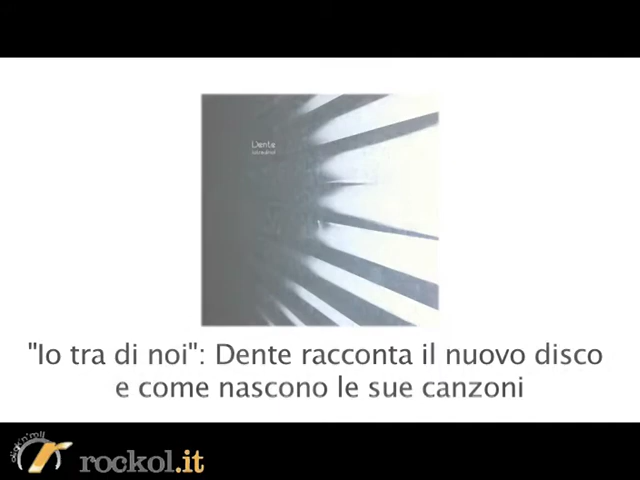 Dente
"Io tra di noi": Dente racconta il nuovo disco
e come nascono le sue canzoni
rockol.it